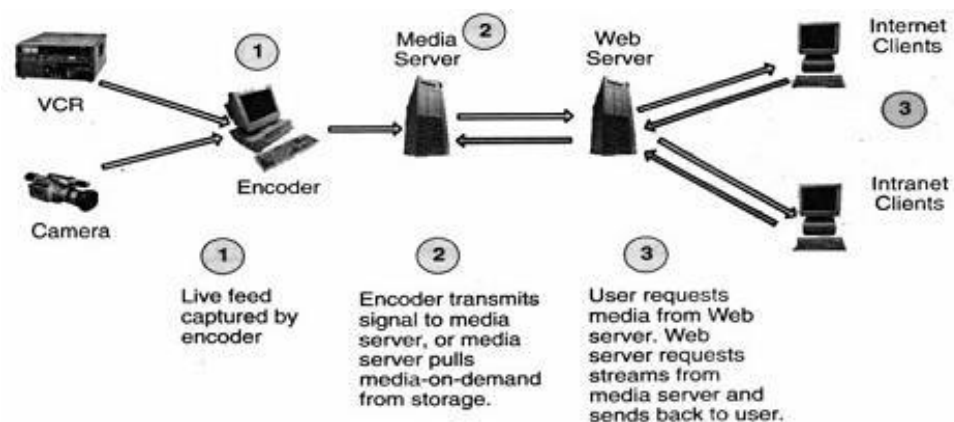 1
Media
Server
2
Web
Server
Internet
Clients
VCR
3
Encoder
Intranet
Clients
Camera
1
2
3
Live feed
captured by
encoder
Encoder transmits
signal to media
server, or media
server pulls
media-on-demand
from storage.
User requests
media from Web
server. Web
server requests
streams from
media server and
sends back to user.